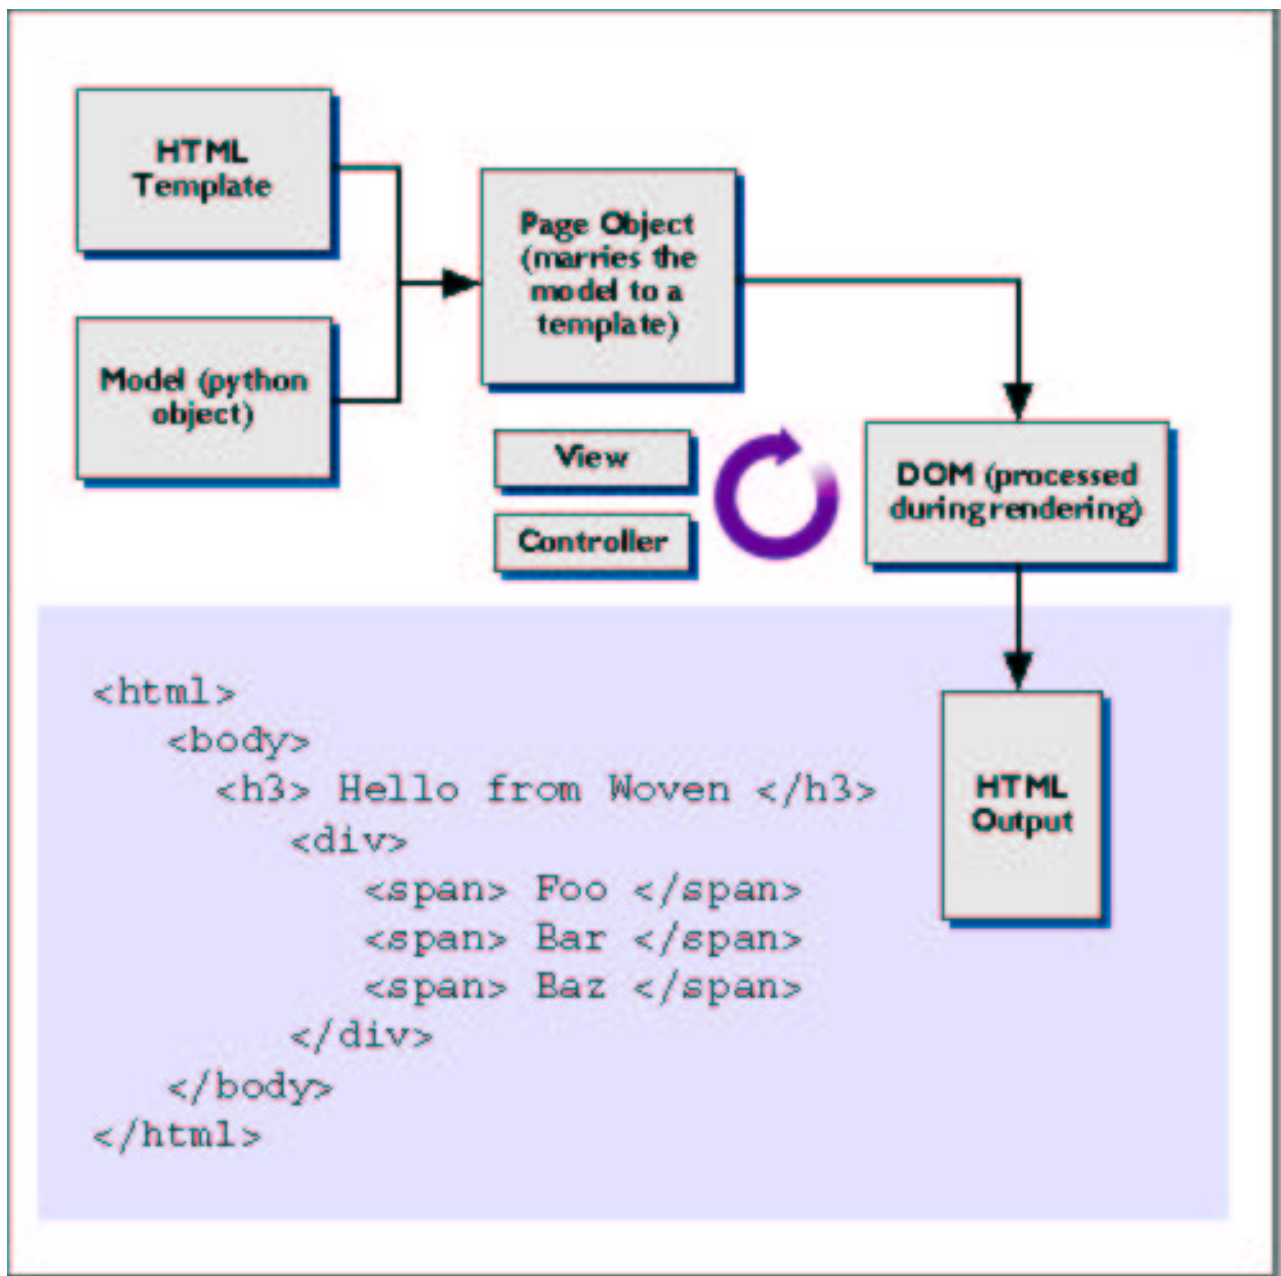 HTML
Template
Model (python
object)
Page Object
(marries the
model to a
template)
View
Controller
DOM (processed
during rendering)
HTML
Output
<html>
<body>
<h3> Hello from Woven </h3>
<div>
<span> Foo </span>
<span> Bar </span>
<span> Baz </span>
</div>
</body>
</html>